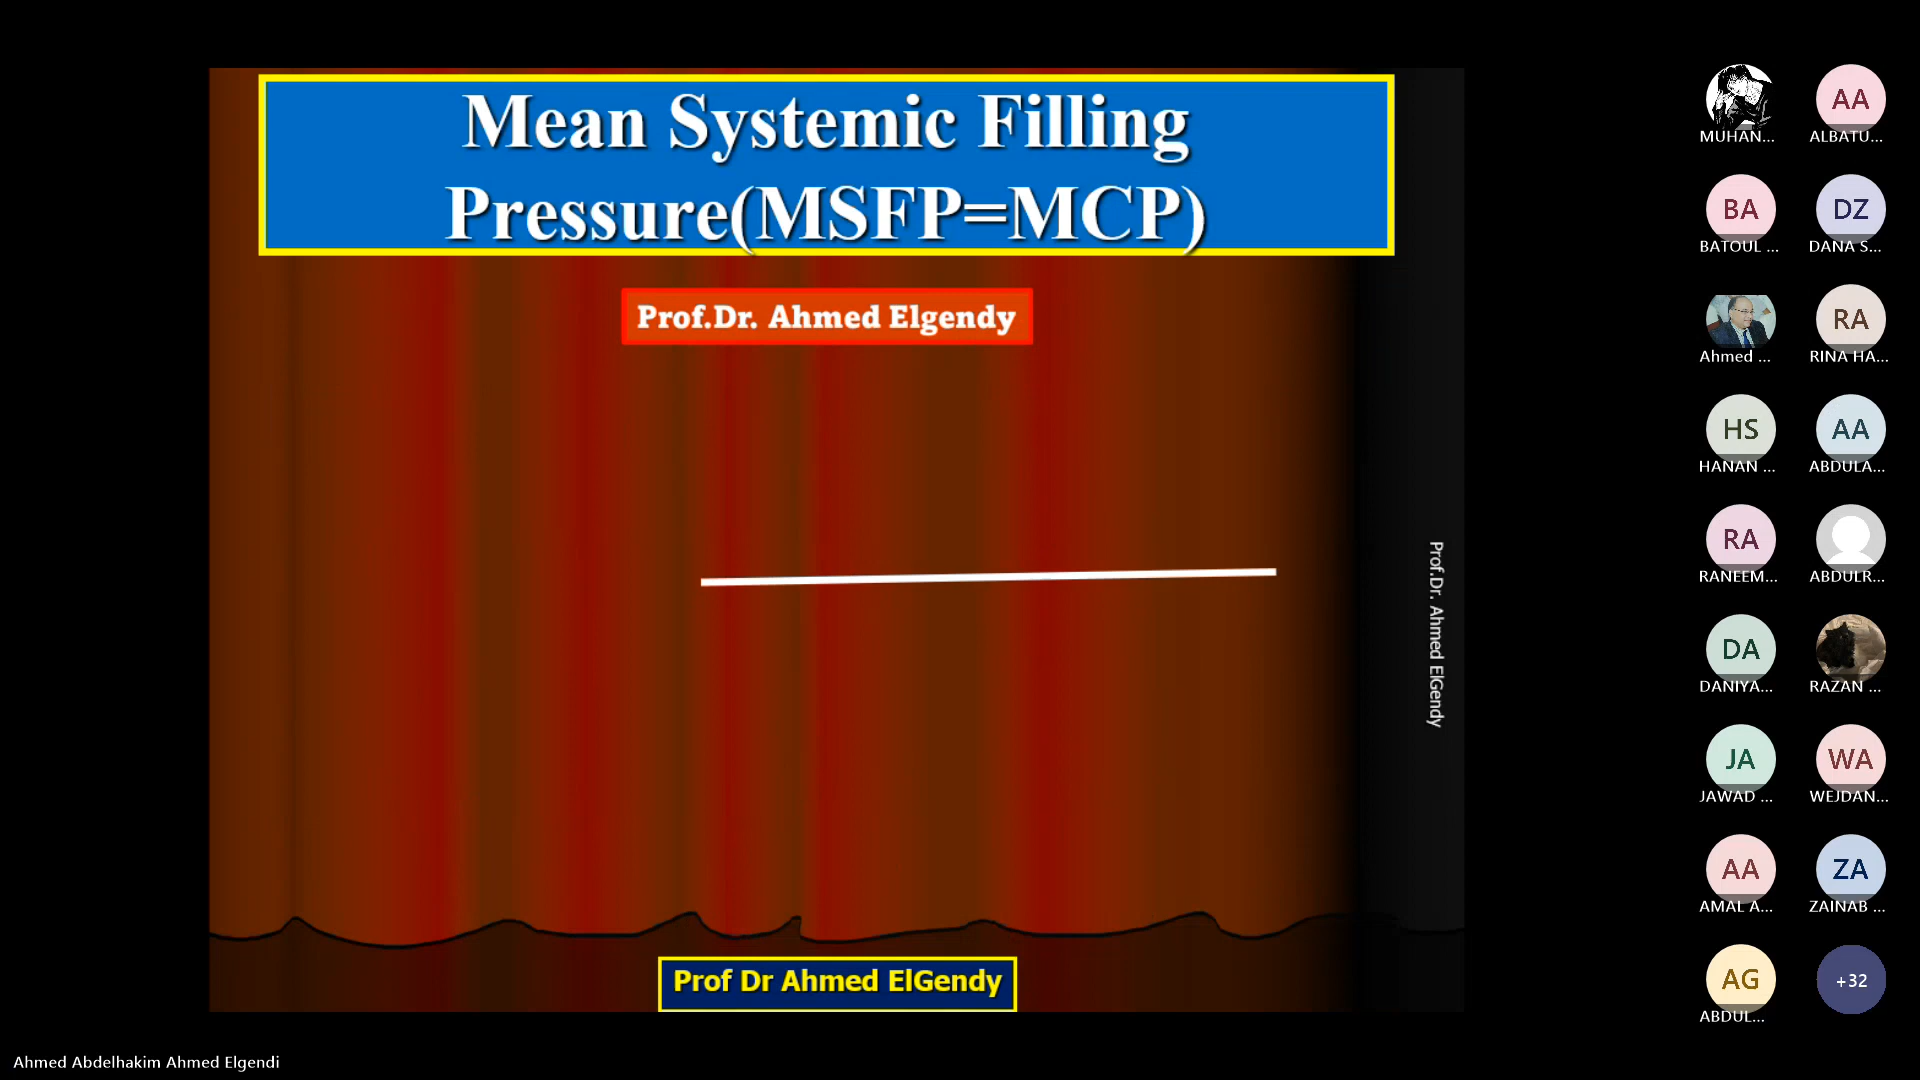 Mean Systemic Filling
Pressure(MSFP=MCP)
Prof.Dr. Ahmed Elgendy
Prof.Dr. Ahmed ElGendy
Prof Dr Ahmed ElGendy
MUHAN...
AA
ALBATU...
BA
BATOUL ...
DZ
DANA S...
Ahmed ...
RA
RINA HA...
HS
HANAN ...
AA
ABDULA...
RA
RANEEM...
ABDULR...
DA
DANIYA...
RAZAN ...
JA
JAWAD ...
WA
WEJDAN...
AA
AMAL A...
ZA
ZAINAB ...
AG
ABDUL...
+32
Ahmed Abdelhakim Ahmed Elgendi